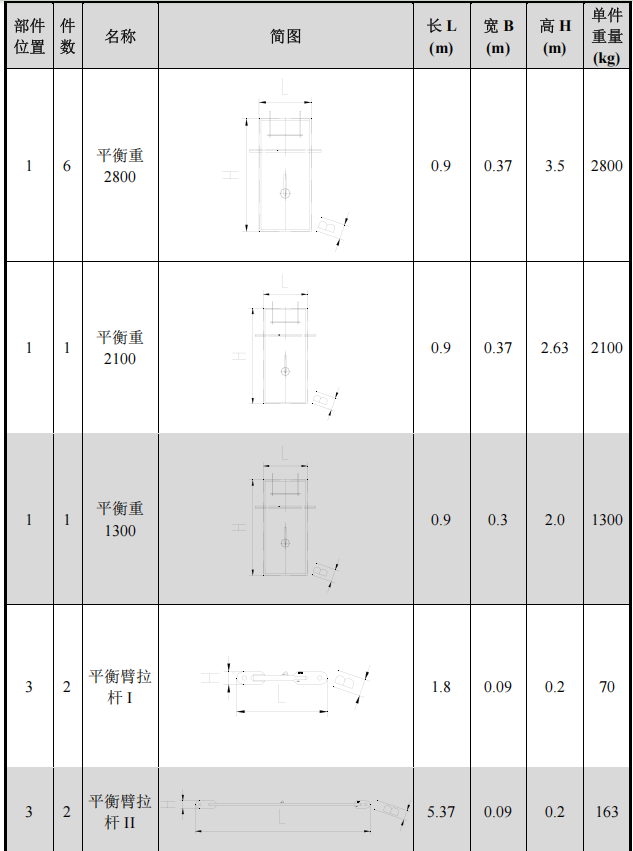 部件位置 件数 名称 简图 长 L (m) 宽 B (m) 高 H (m) 单件重量 (kg)
1 6 平衡重 2800 L H B 0.9 0.37 3.5 2800
1 1 平衡重 2100 L H B 0.9 0.37 2.63 2100
1 1 平衡重 1300 L H B 0.9 0.3 2.0 1300
3 2 平衡臂拉杆 I H L B 1.8 0.09 0.2 70
3 2 平衡臂拉杆 II H L B 5.37 0.09 0.2 163